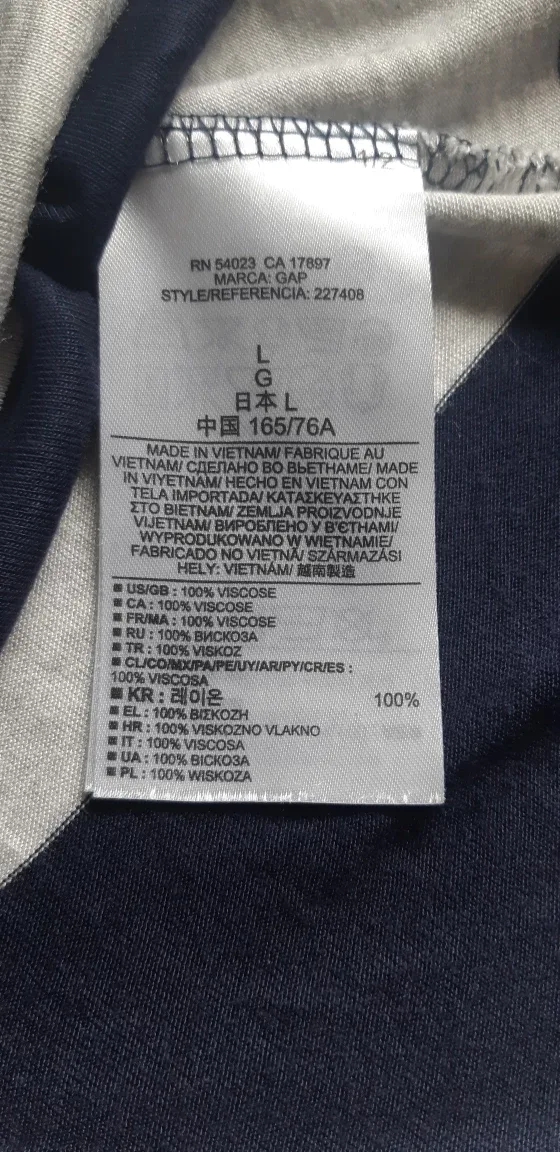 1/2
RN 54023 CA 17897
MARCA: GAP
STYLE/REFERENCIA: 227408
L
G
日本 L
中国 165/76A
MADE IN VIETNAM/ FABRIQUE AU
VIETNAM/ СДЕЛАНО ВО ВЬЕТНАМЕ/ MADE
IN VIYETNAM/ HECHO EN VIETNAM CON
TELA IMPORTADA/ ΚΑΤΑΣΚΕΥΑΣΤΗΚΕ
ΣΤΟ ΒΙΕΤΝΑΜ/ ZEMLJA PROIZVODNJE
VIJETNAM/ ВИРОБЛЕНО У В'ЄТНАМІ/
WYPRODUKOWANO W WIETNAMIE/
FABRICADO NO VIETNÃ/ SZÁRMAZÁSI
HELY: VIETNÁM/ 越南製造
■ US/GB : 100% VISCOSE
■ CA : 100% VISCOSE
■ FR/MA : 100% VISCOSE
■ RU : 100% ВИСКОЗА
■ TR : 100% VISKOZ
■ CL/CO/MX/PA/PE/UY/AR/PY/CR/ES :
100% VISCOSA
■ KR : 레이온 100%
■ EL : 100% ΒΙΣΚΟΖΗ
■ HR : 100% VISKOZNO VLAKNO
■ IT : 100% VISCOSA
■ UA : 100% ВІСКОЗА
■ PL : 100% WISKOZA